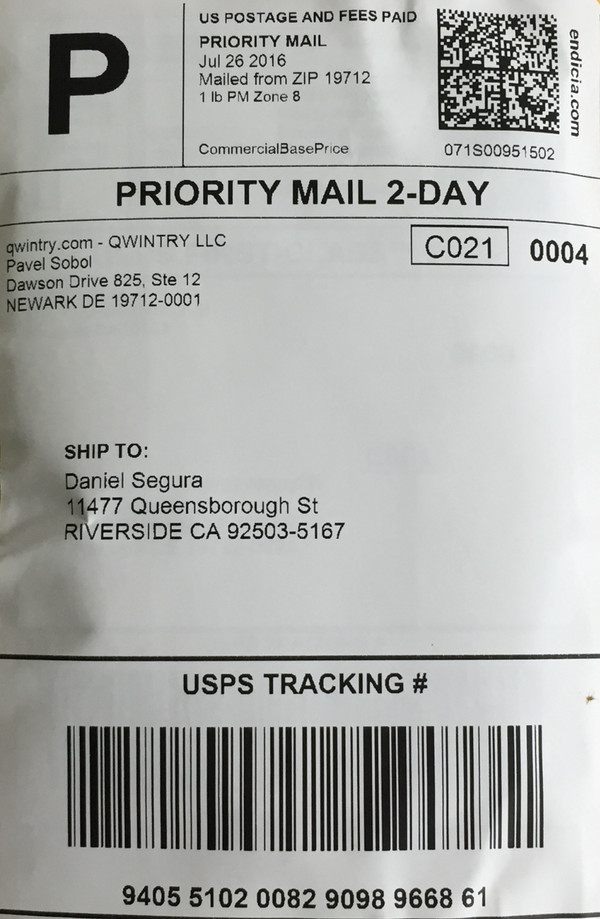 P
US POSTAGE AND FEES PAID
PRIORITY MAIL
Jul 26 2016
Mailed from ZIP 19712
1 lb PM Zone 8
CommercialBasePrice
endicia.com
071S00951502
PRIORITY MAIL 2-DAY
qwintry.com - QWINTRY LLC
Pavel Sobol
Dawson Drive 825, Ste 12
NEWARK DE 19712-0001
C021 0004
SHIP TO:
Daniel Segura
11477 Queensborough St
RIVERSIDE CA 92503-5167
USPS TRACKING #
9405 5102 0082 9098 9668 61